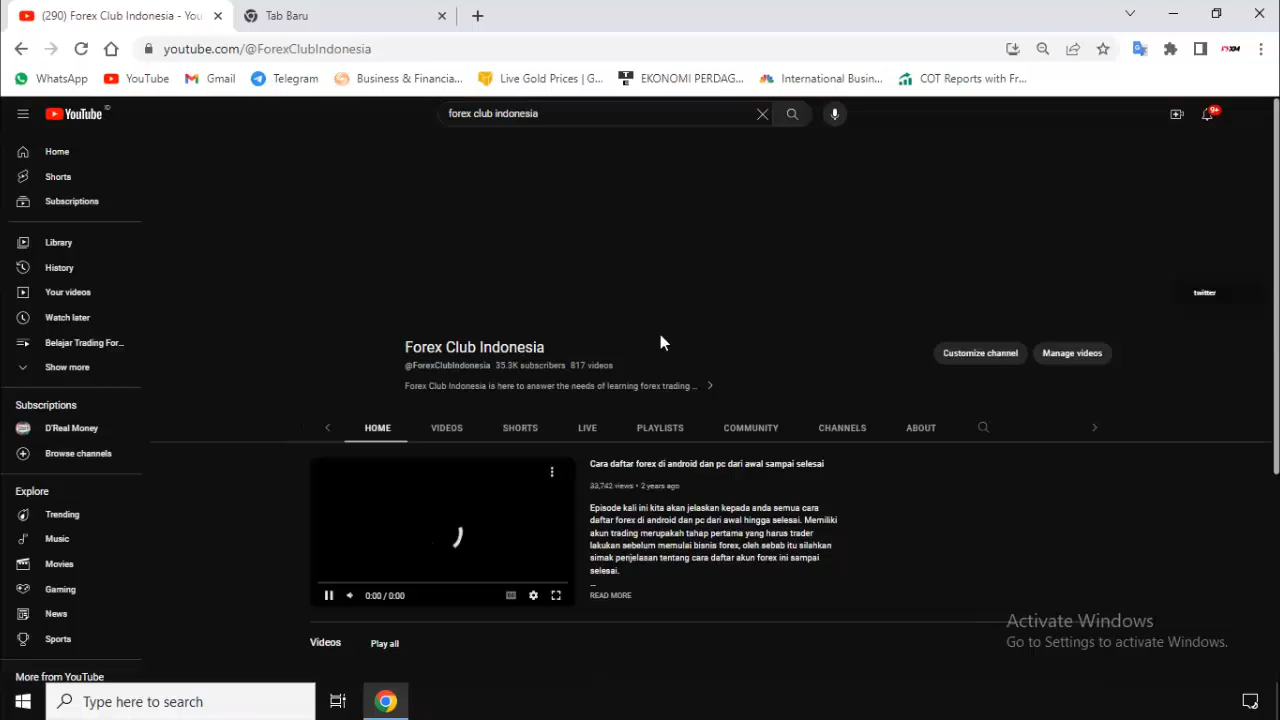 (290) Forex Club Indonesia - You
Tab Baru
youtube.com/@ForexClubIndonesia
WhatsApp
YouTube
Gmail
Telegram
Business & Financia...
Live Gold Prices | G...
EKONOMI PERDAG...
International Busin...
COT Reports with Fr...
YouTube ID
forex club indonesia
9+
Home
Shorts
Subscriptions
Library
History
Your videos
Watch later
Belajar Trading For...
Show more
Subscriptions
D'Real Money
Browse channels
Explore
Trending
Music
Movies
Gaming
News
Sports
More from YouTube
twitter
Forex Club Indonesia
@ForexClubIndonesia 35.3K subscribers 817 videos
Forex Club Indonesia is here to answer the needs of learning forex trading ...
Customize channel
Manage videos
HOME
VIDEOS
SHORTS
LIVE
PLAYLISTS
COMMUNITY
CHANNELS
ABOUT
0:00 / 0:00
Cara daftar forex di android dan pc dari awal sampai selesai
33,742 views • 2 years ago
Episode kali ini kita akan jelaskan kepada anda semua cara
daftar forex di android dan pc dari awal hingga selesai. Memiliki
akun trading merupakah tahap pertama yang harus trader
lakukan sebelum memulai bisnis forex, oleh sebab itu silahkan
simak penjelasan tentang cara daftar akun forex ini sampai
selesai.
...
READ MORE
Videos
Play all
Activate Windows
Go to Settings to activate Windows.
Type here to search